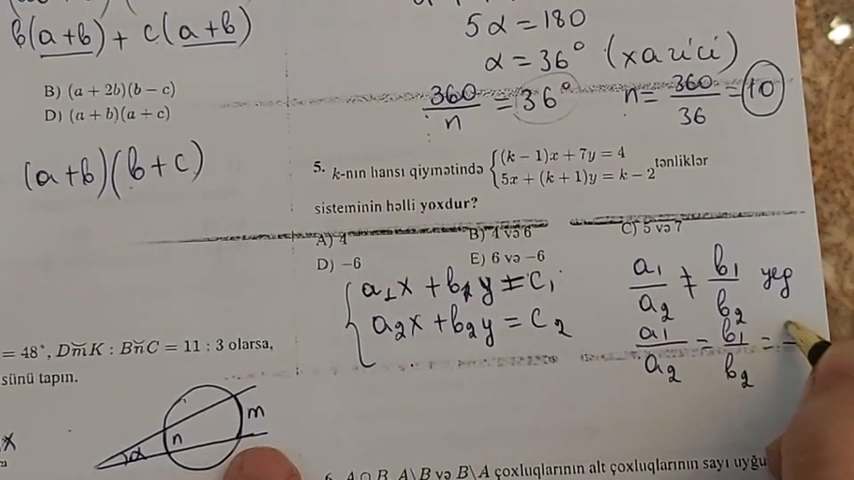 b(a+b) + c(a+b)
B) (a + 2b)(b − c)
D) (a + b)(a + c)
(a+b)(b+c)
= 48°, DmK : BnC = 11 : 3 olarsa,
sünü tapın.
n
m
α
5α = 180
α = 36° (xarici)
360/n = 36° n = 360/36 = 10
5. k-nın hansı qiymətində {(k − 1)x + 7y = 4 tənliklər
5x + (k + 1)y = k − 2
sisteminin həlli yoxdur?
A) 4 B) 4 və 6 C) 5 və 7
D) −6 E) 6 və −6
a₁x + b₁y = c₁
a₂x + b₂y = c₂
a₁/a₂ ≠ b₁/b₂ yeg
a₁/a₂ = b₁/b₂ =
6. A∩B, A\B və B\A çoxluqlarının alt çoxluqlarının sayı uyğu